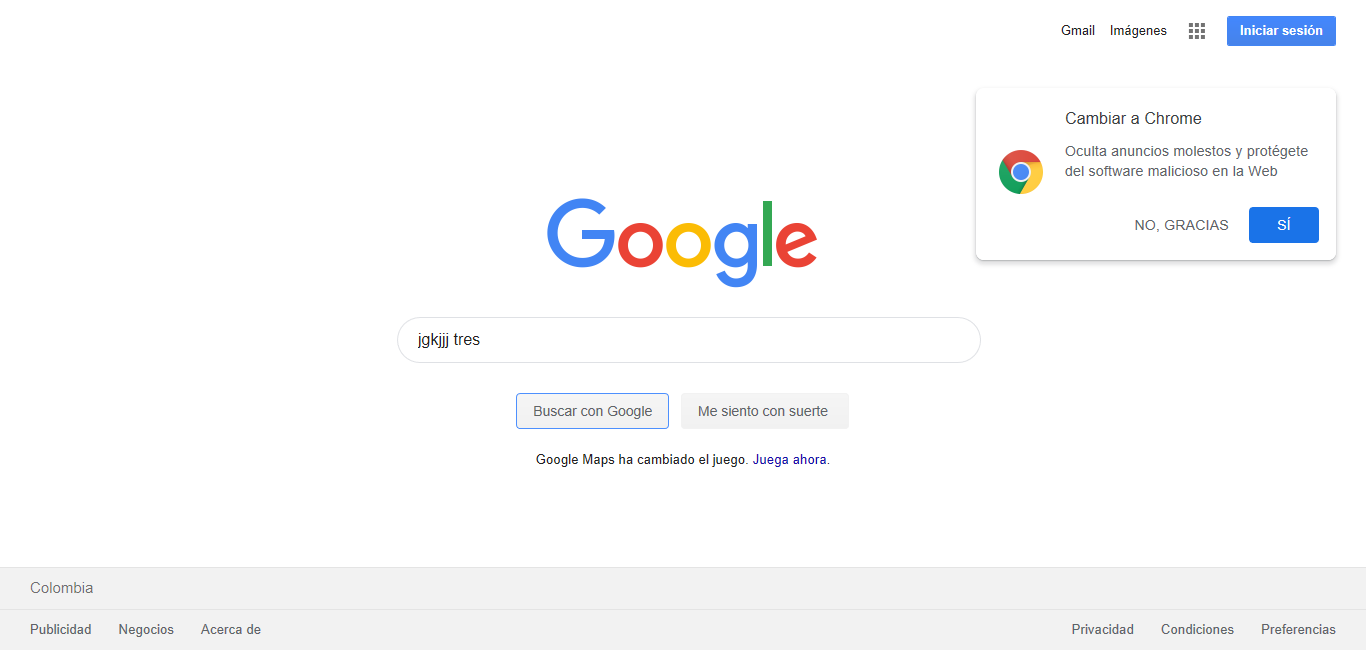 Gmail Imágenes Iniciar sesión
Cambiar a Chrome
Oculta anuncios molestos y protégete
del software malicioso en la Web
NO, GRACIAS SÍ
Google
jgkjjj tres
Buscar con Google Me siento con suerte
Google Maps ha cambiado el juego. Juega ahora.
Colombia
Publicidad Negocios Acerca de Privacidad Condiciones Preferencias